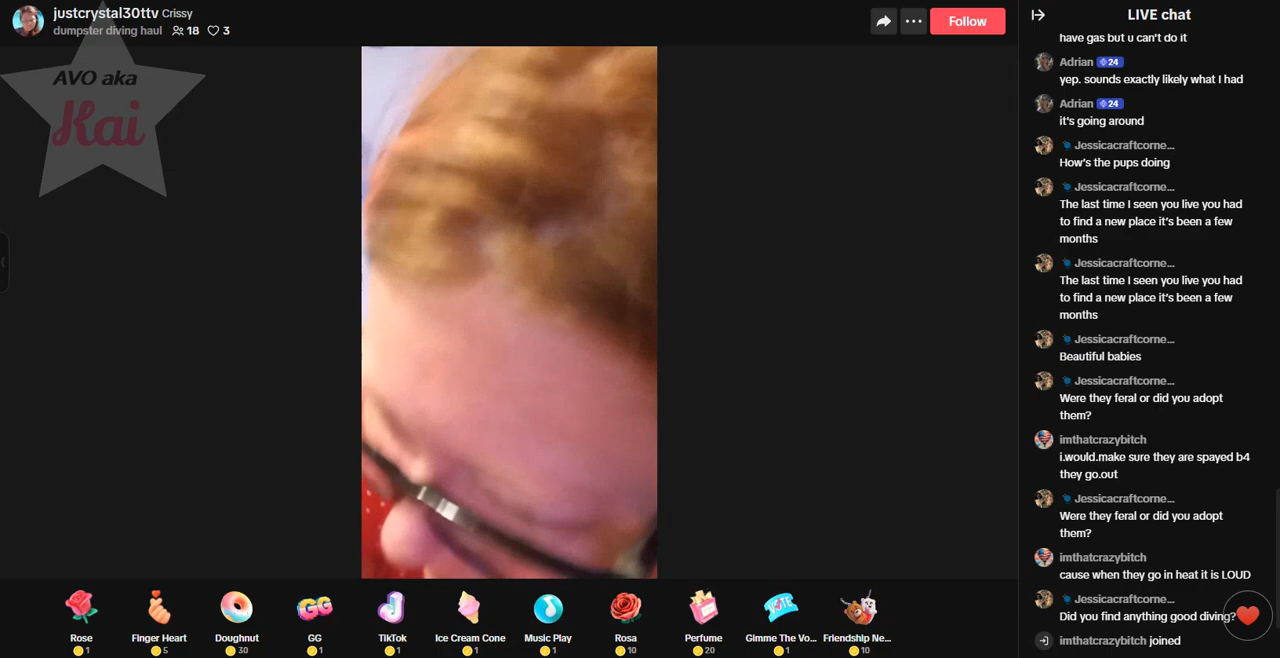 justcrystal30ttv Crissy
dumpster diving haul 18 3
Follow
LIVE chat
AVO aka
Kai
have gas but u can't do it
Adrian 24
yep. sounds exactly likely what I had
Adrian 24
it's going around
Jessicacraftcorne...
How's the pups doing
Jessicacraftcorne...
The last time I seen you live you had
to find a new place it's been a few
months
Jessicacraftcorne...
The last time I seen you live you had
to find a new place it's been a few
months
Jessicacraftcorne...
Beautiful babies
Jessicacraftcorne...
Were they feral or did you adopt
them?
imthatcrazybitch
i.would.make sure they are spayed b4
they go.out
Jessicacraftcorne...
Were they feral or did you adopt
them?
imthatcrazybitch
cause when they go in heat it is LOUD
Jessicacraftcorne...
Did you find anything good diving?
imthatcrazybitch joined
GG
VOTE
Rose Finger Heart Doughnut GG TikTok Ice Cream Cone Music Play Rosa Perfume Gimme The Vo... Friendship Ne...
1 5 30 1 1 1 1 10 20 1 10